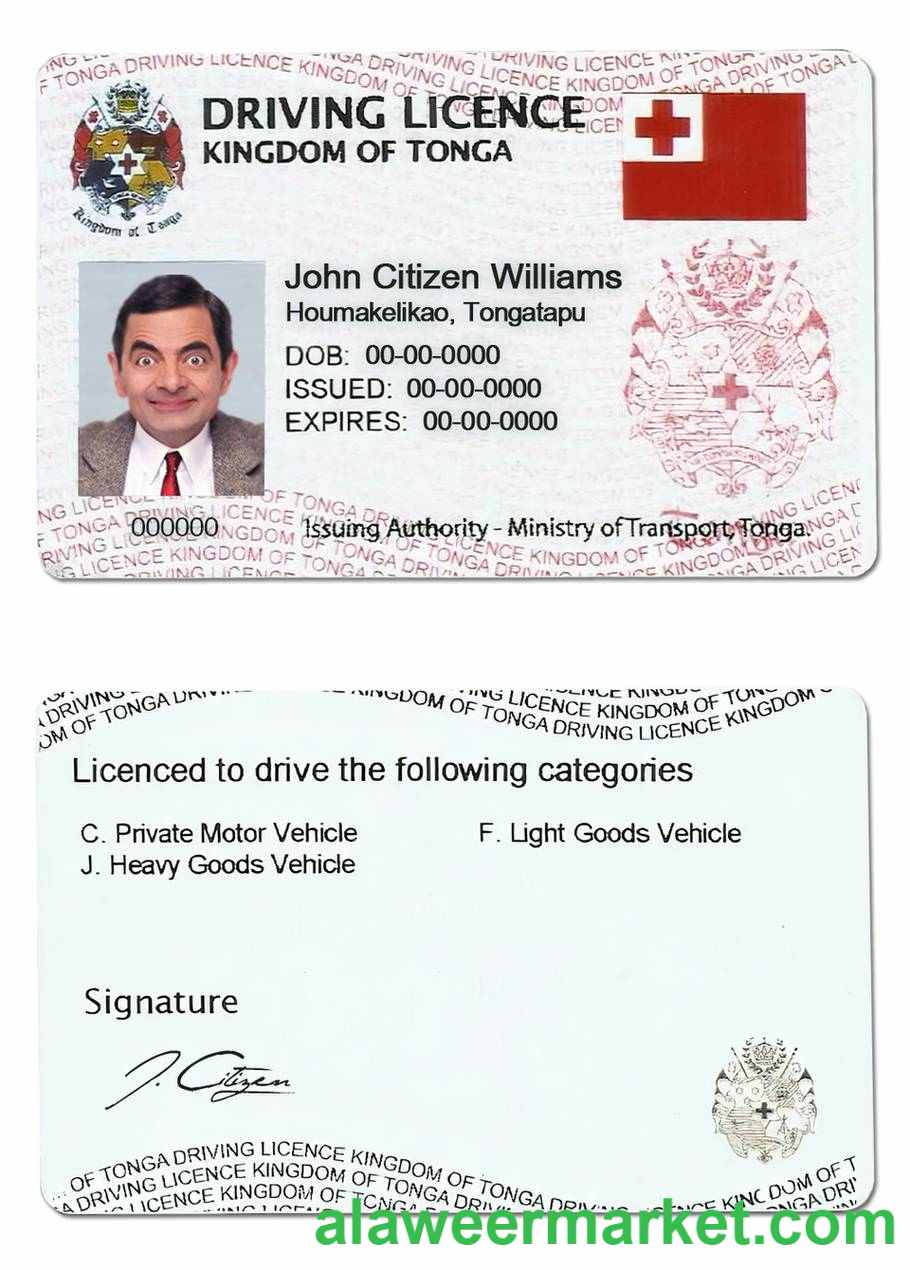 DRIVING LICENCE
KINGDOM OF TONGA
Kingdom of Tonga
John Citizen Williams
Houmakelikao, Tongatapu
DOB: 00-00-0000
ISSUED: 00-00-0000
EXPIRES: 00-00-0000
000000
Issuing Authority - Ministry of Transport, Tonga.
OF TONGA DRIVING LICENCE KINGDOM OF TONGA DRIVING LICENCE KINGDOM
Licenced to drive the following categories
C. Private Motor Vehicle
F. Light Goods Vehicle
J. Heavy Goods Vehicle
Signature
J. Citizen
OF TONGA DRIVING LICENCE KINGDOM OF TONGA DRIVING LICENCE KINGDOM OF T
DRIVING LICENCE KINGDOM OF TONGA
alaweermarket.com